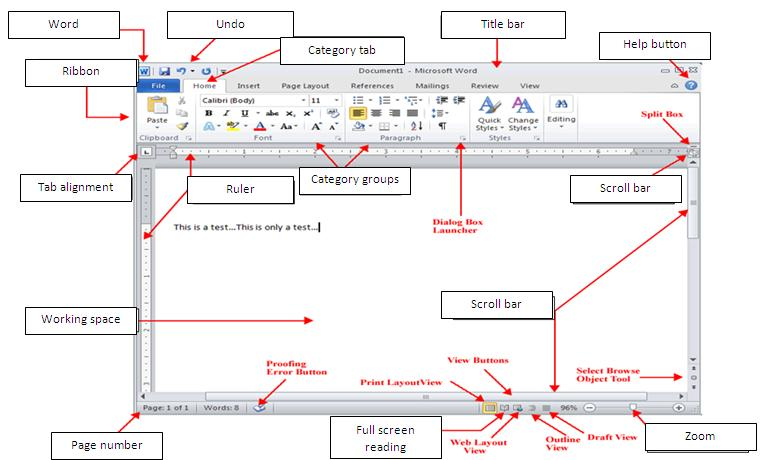 Word
Undo
Title bar
Category tab
Help button
Ribbon
W
Document1 - Microsoft Word
File Home Insert Page Layout References Mailings Review View
Calibri (Body) 11
Paste
B I U abc X₂ X²
Aa A A
Quick Styles
Change Styles
Editing
Clipboard Font Paragraph Styles
Split Box
Tab alignment
Ruler
Category groups
Scroll bar
Dialog Box
Launcher
This is a test...This is only a test...
Working space
Scroll bar
Proofing
Error Button
Print LayoutView
View Buttons
Select Browse
Object Tool
Page: 1 of 1 Words: 8 96%
Page number
Full screen
reading
Web Layout
View
Outline
View
Draft View
Zoom